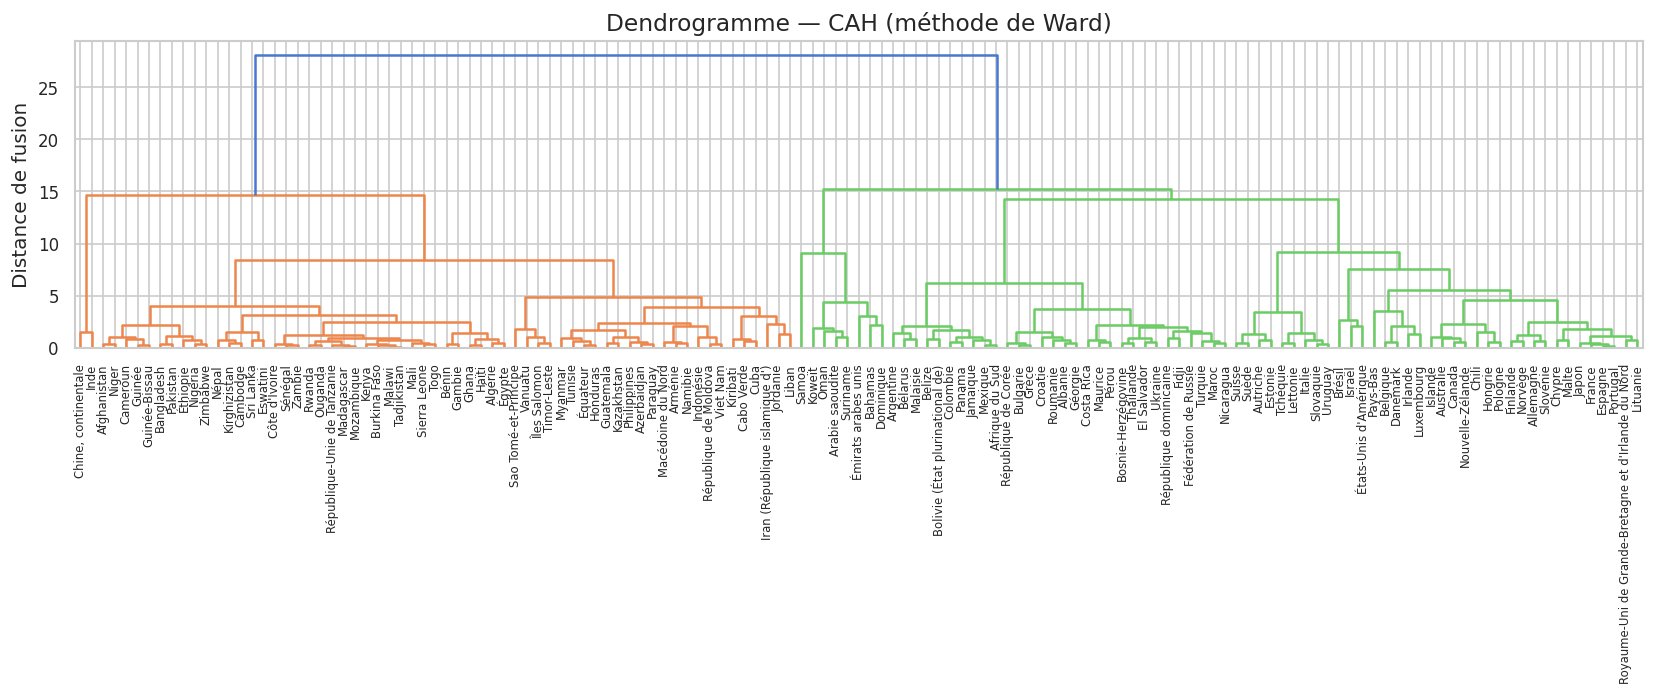 Dendrogramme — CAH (méthode de Ward)
Distance de fusion
25
20
15
10
5
0
Chine, continentale
Inde
Afghanistan
Niger
Cameroun
Guinée
Guinée-Bissau
Bangladesh
Pakistan
Éthiopie
Nigéria
Zimbabwe
Népal
Kirghizistan
Cambodge
Sri Lanka
Eswatini
Côte d'Ivoire
Sénégal
Zambie
Rwanda
Ouganda
République-Unie de Tanzanie
Madagascar
Mozambique
Kenya
Burkina Faso
Malawi
Tadjikistan
Mali
Sierra Leone
Togo
Bénin
Gambie
Ghana
Haïti
Algérie
Égypte
Sao Tomé-et-Príncipe
Vanuatu
Îles Salomon
Timor-Leste
Myanmar
Tunisie
Équateur
Honduras
Guatemala
Kazakhstan
Philippines
Azerbaïdjan
Paraguay
Macédoine du Nord
Arménie
Namibie
Indonésie
République de Moldova
Viet Nam
Kiribati
Cabo Verde
Cuba
Iran (République islamique d')
Jordanie
Liban
Samoa
Koweït
Oman
Arabie saoudite
Suriname
Émirats arabes unis
Bahamas
Dominique
Argentine
Bélarus
Malaisie
Belize
Bolivie (État plurinational de)
Colombie
Panama
Jamaïque
Mexique
Afrique du Sud
République de Corée
Bulgarie
Grèce
Croatie
Roumanie
Albanie
Géorgie
Costa Rica
Maurice
Pérou
Bosnie-Herzégovine
Thaïlande
El Salvador
Ukraine
République dominicaine
Fidji
Fédération de Russie
Turquie
Maroc
Nicaragua
Suisse
Suède
Autriche
Estonie
Tchéquie
Lettonie
Italie
Slovaquie
Uruguay
Brésil
Israël
États-Unis d'Amérique
Pays-Bas
Belgique
Danemark
Irlande
Luxembourg
Islande
Australie
Canada
Nouvelle-Zélande
Chili
Hongrie
Pologne
Finlande
Norvège
Allemagne
Slovénie
Chypre
Malte
Japon
France
Espagne
Portugal
Royaume-Uni de Grande-Bretagne et d'Irlande du Nord
Lituanie